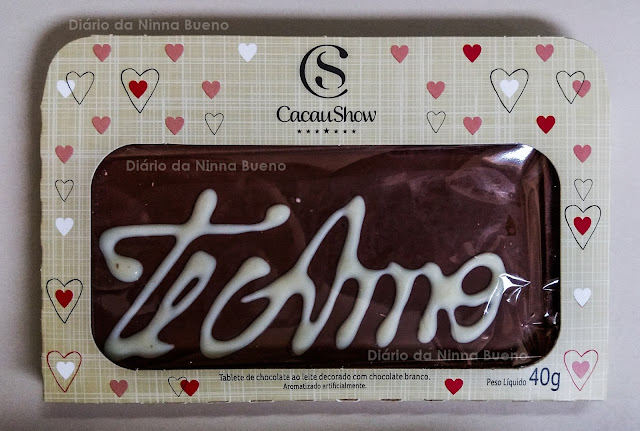 Diário da Ninna Bueno
CS
CacauShow
Diário da Ninna Bueno
Te Amo
Diário da Ninna Bueno
Tablete de chocolate ao leite decorado com chocolate branco.
Aromatizado artificialmente.
Peso Líquido 40g